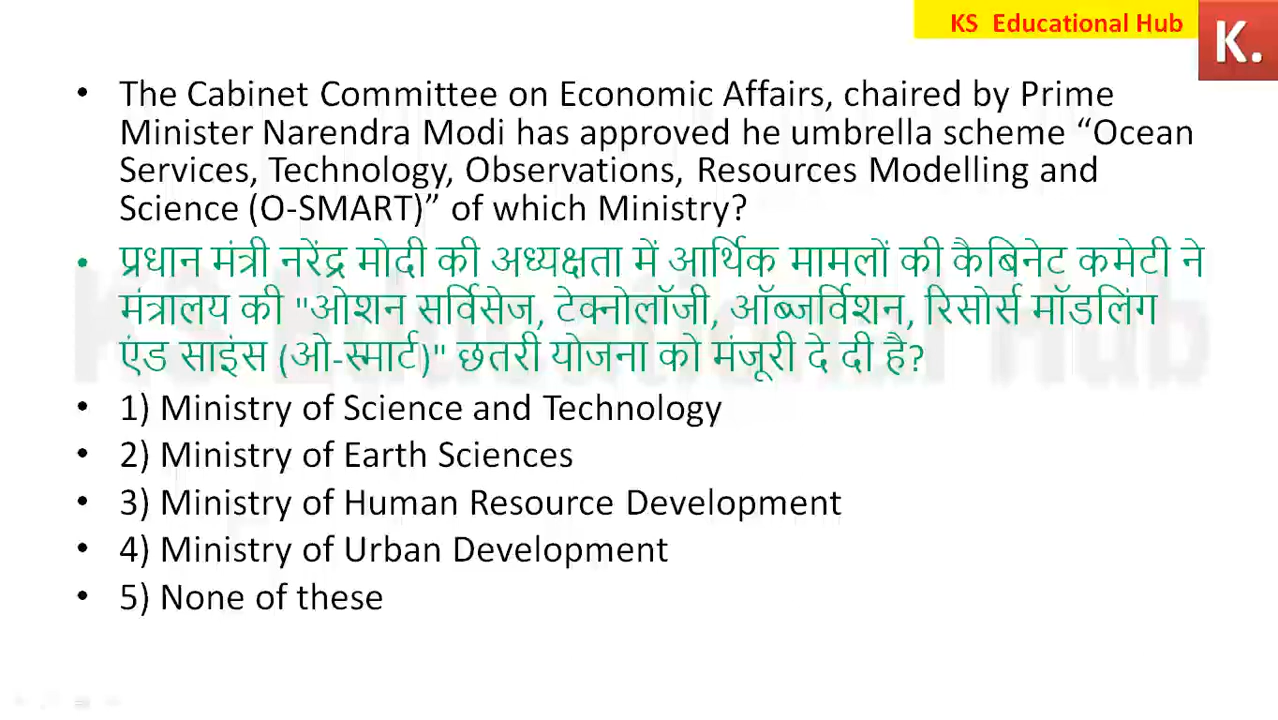 KS Educational Hub
K.
• The Cabinet Committee on Economic Affairs, chaired by Prime
Minister Narendra Modi has approved he umbrella scheme “Ocean
Services, Technology, Observations, Resources Modelling and
Science (O-SMART)” of which Ministry?
• प्रधान मंत्री नरेंद्र मोदी की अध्यक्षता में आर्थिक मामलों की कैबिनेट कमेटी ने
मंत्रालय की "ओशन सर्विसेज, टेक्नोलॉजी, ऑब्जर्विशन, रिसोर्स मॉडलिंग
एंड साइंस (ओ-स्मार्ट)" छतरी योजना को मंजूरी दे दी है?
• 1) Ministry of Science and Technology
• 2) Ministry of Earth Sciences
• 3) Ministry of Human Resource Development
• 4) Ministry of Urban Development
• 5) None of these